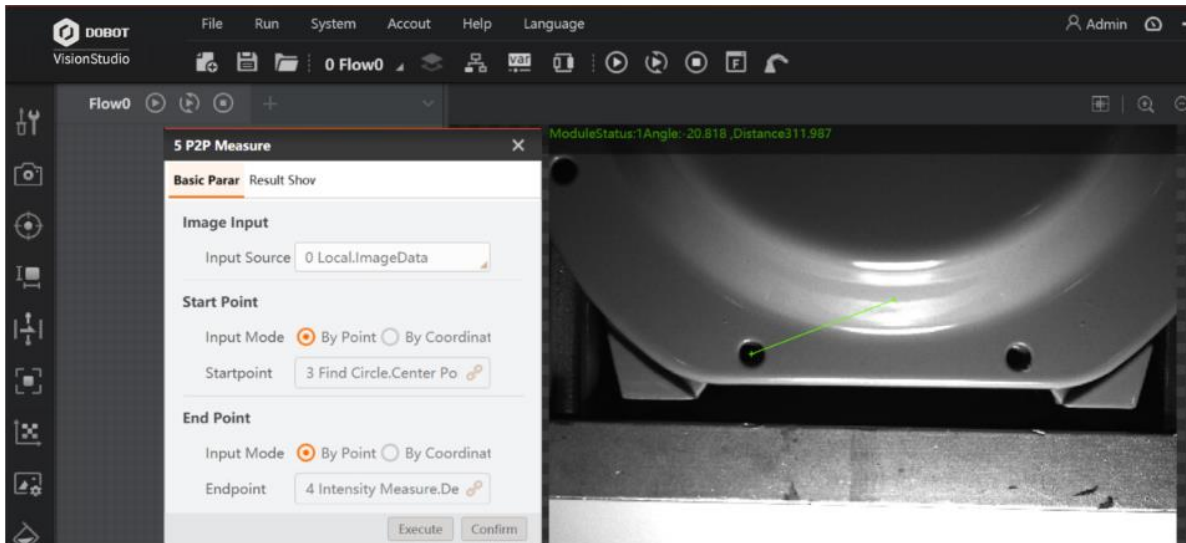 DOBOT
VisionStudio
File Run System Accout Help Language
Admin
0 Flow0
var
F
Flow0
5 P2P Measure
Basic Parar Result Shov
ModuleStatus:1Angle:-20.818 ,Distance311.987
Image Input
Input Source 0 Local.ImageData
Start Point
Input Mode By Point By Coordinat
Startpoint 3 Find Circle.Center Po
End Point
Input Mode By Point By Coordinat
Endpoint 4 Intensity Measure.De
Execute Confirm